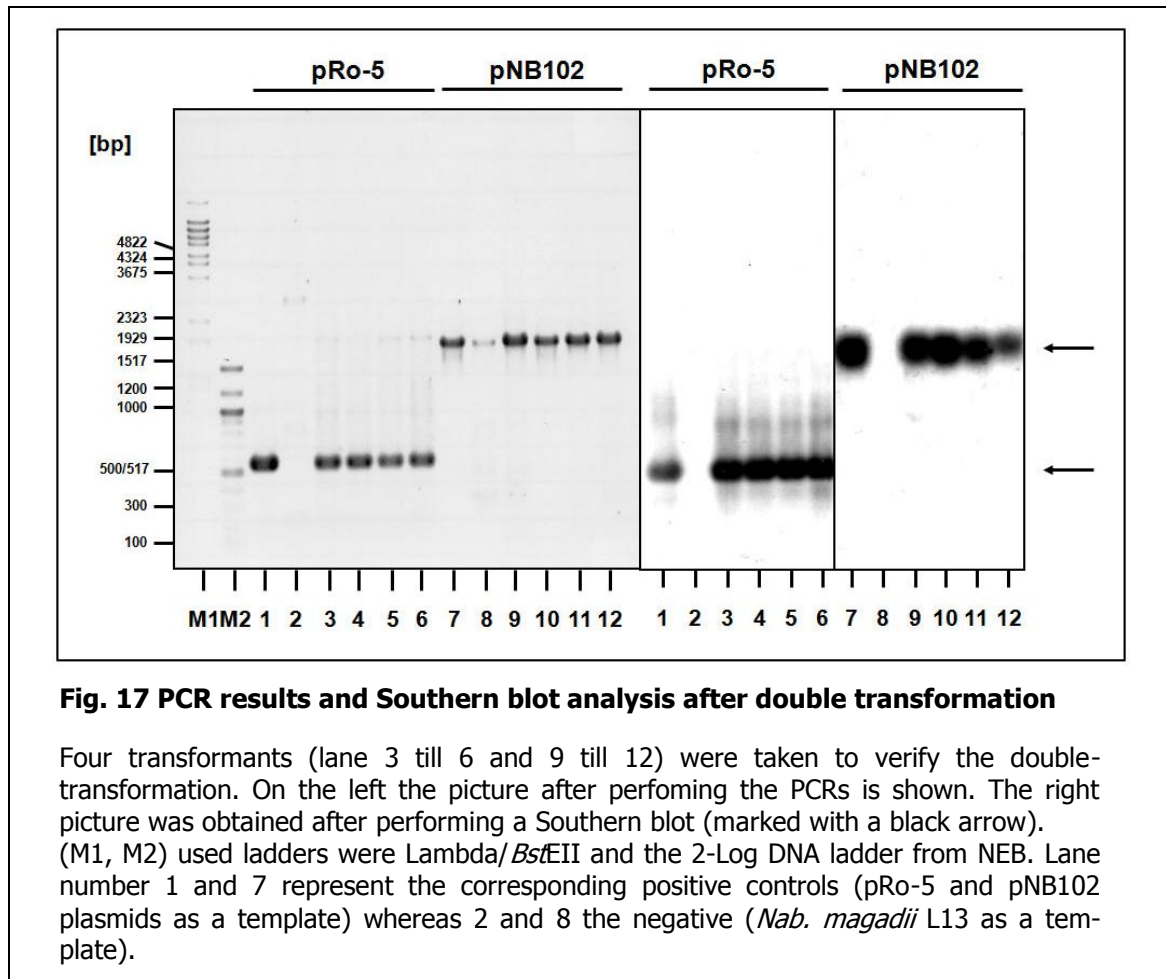 pRo-5 pNB102 pRo-5 pNB102
[bp]
4822
4324
3675
2323
1929
1517
1200
1000
500/517
300
100
M1 M2 1 2 3 4 5 6 7 8 9 10 11 12 1 2 3 4 5 6 7 8 9 10 11 12
Fig. 17 PCR results and Southern blot analysis after double transformation
Four transformants (lane 3 till 6 and 9 till 12) were taken to verify the double-
transformation. On the left the picture after perfoming the PCRs is shown. The right
picture was obtained after performing a Southern blot (marked with a black arrow).
(M1, M2) used ladders were Lambda/BstEII and the 2-Log DNA ladder from NEB. Lane
number 1 and 7 represent the corresponding positive controls (pRo-5 and pNB102
plasmids as a template) whereas 2 and 8 the negative (Nab. magadii L13 as a tem-
plate).